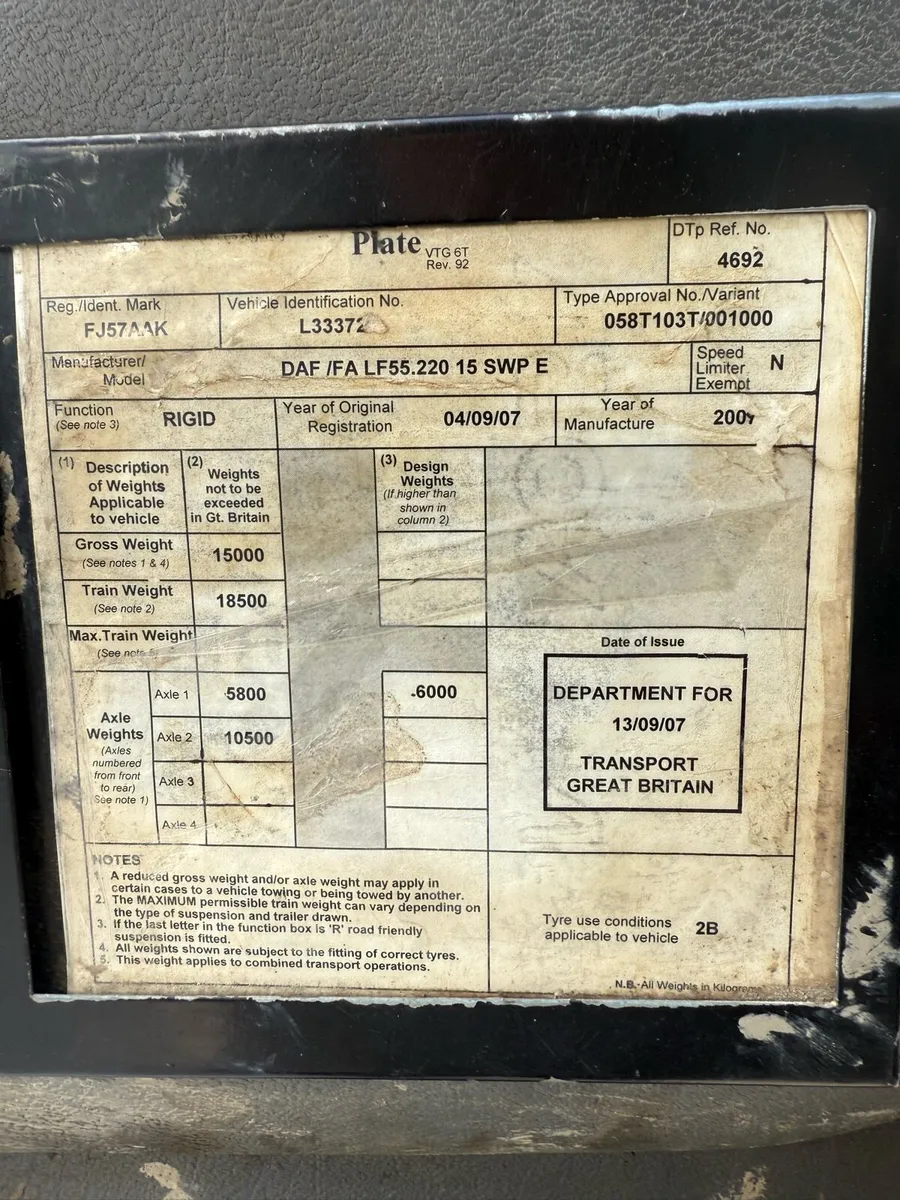 Plate VTG 6T
Rev. 92
DTp Ref. No.
4692
Reg./Ident. Mark
FJ57AAK
Vehicle Identification No.
L33372
Type Approval No./Variant
058T103T/001000
Manufacturer/
Model
DAF /FA LF55.220 15 SWP E
Speed
Limiter
Exempt
N
Function
(See note 3)
RIGID
Year of Original
Registration
04/09/07
Year of
Manufacture
(1) Description
of Weights
Applicable
to vehicle
(2) Weights
not to be
exceeded
in Gt. Britain
(3) Design
Weights
(If higher than
shown in
column 2)
Gross Weight
(See notes 1 & 4)
15000
Train Weight
(See note 2)
18500
Max.Train Weight
(See note 5
Axle
Weights
(Axles
numbered
from front
to rear)
See note 1)
Axle 1
5800
6000
Axle 2
10500
Axle 3
Axle 4
Date of Issue
DEPARTMENT FOR
13/09/07
TRANSPORT
GREAT BRITAIN
NOTES
1. A reduced gross weight and/or axle weight may apply in
certain cases to a vehicle towing or being towed by another.
2. The MAXIMUM permissible train weight can vary depending on
the type of suspension and trailer drawn.
3. If the last letter in the function box is 'R' road friendly
suspension is fitted.
4. All weights shown are subject to the fitting of correct tyres.
5. This weight applies to combined transport operations.
Tyre use conditions
applicable to vehicle
2B
N.B. All Weights in Kilograms